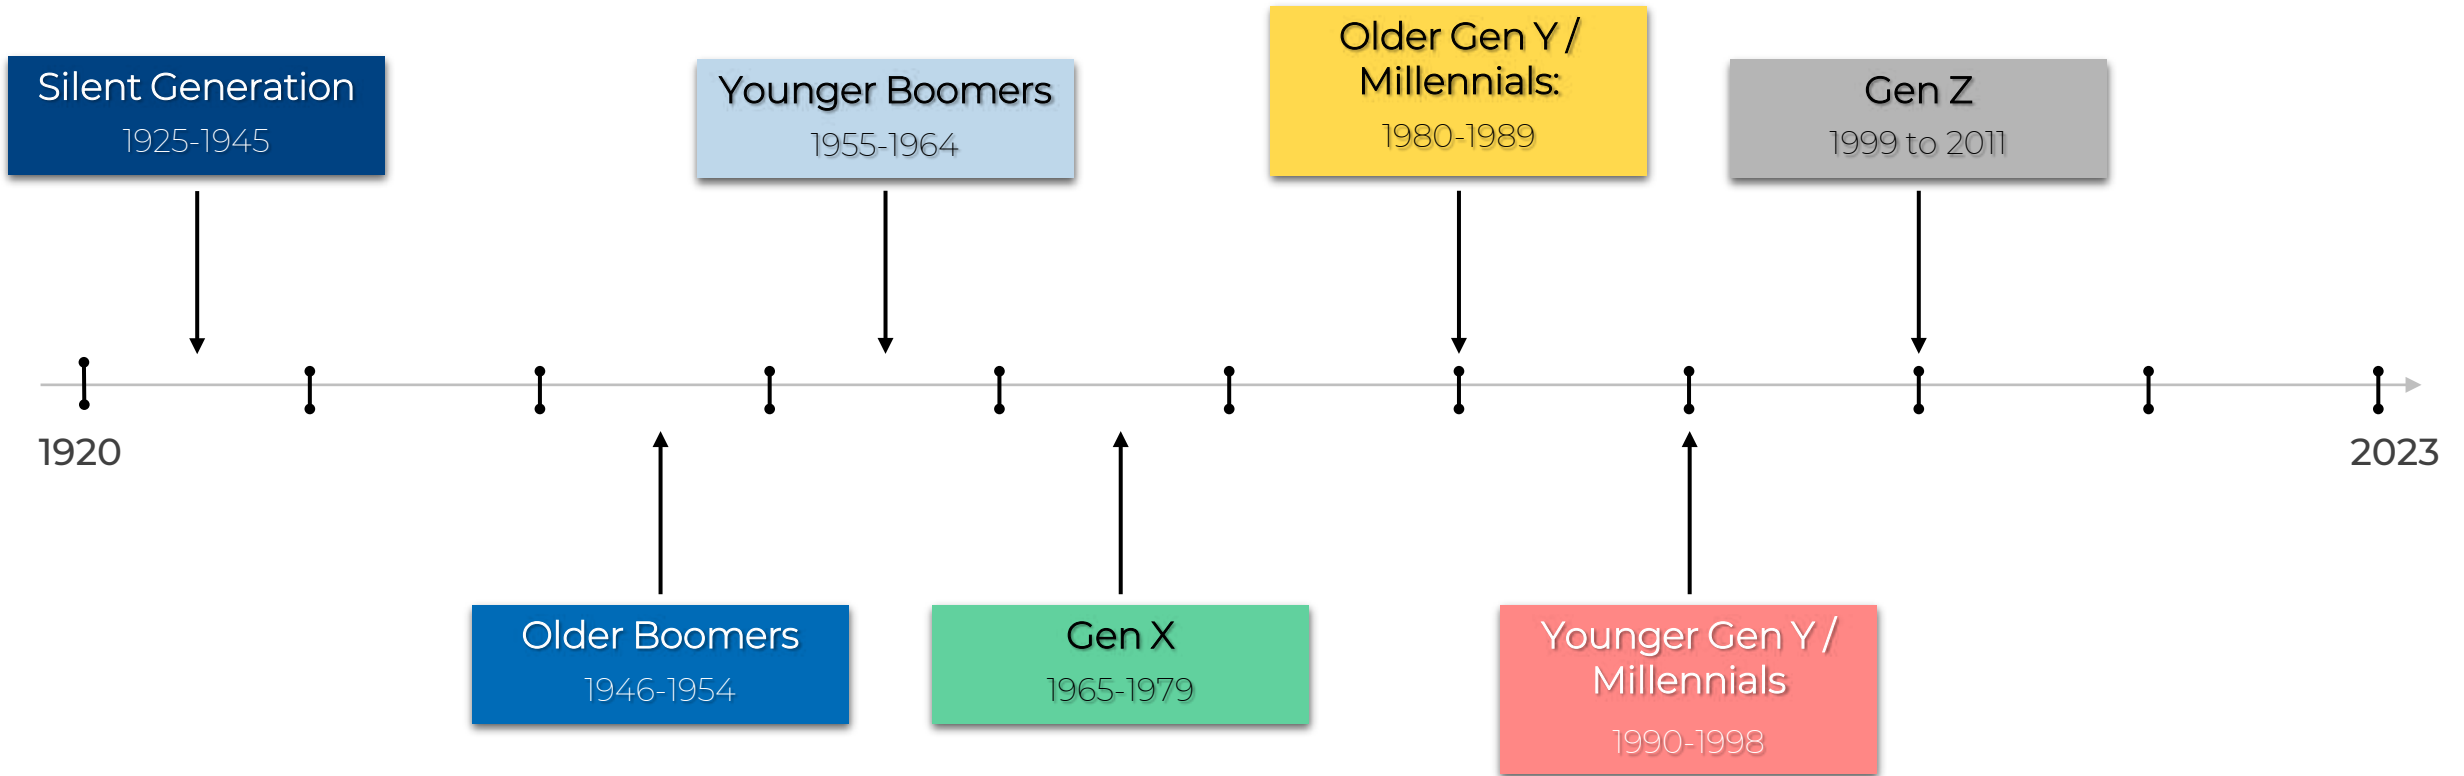 Silent Generation
1925-1945
Younger Boomers
1955-1964
Older Gen Y /
Millennials:
1980-1989
Gen Z
1999 to 2011
1920
2023
Older Boomers
1946-1954
Gen X
1965-1979
Younger Gen Y /
Millennials
1990-1998